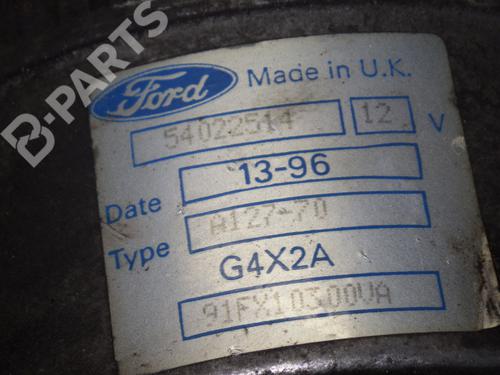 B-PARTS
Ford Made in U.K.
54022514 12 V
Date 13-96
Type A127-70
G4X2A
91FX10300VA